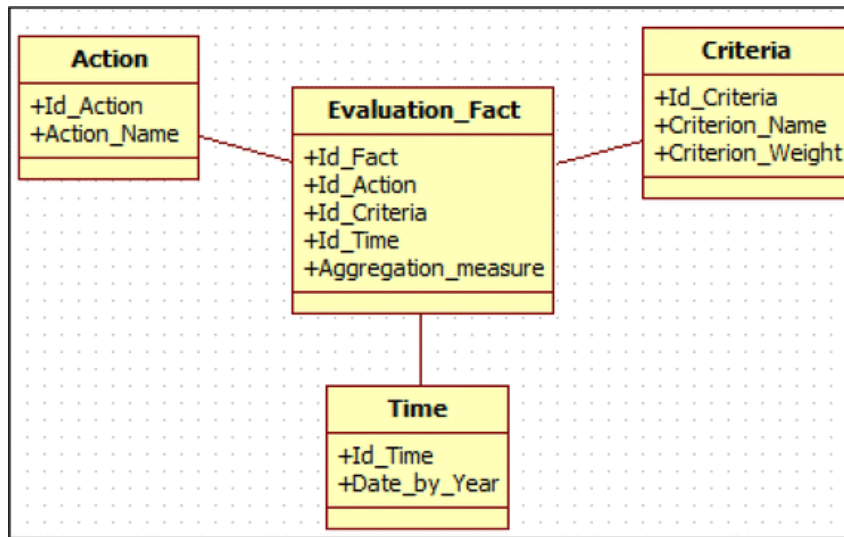 Action
+Id_Action
+Action_Name
Evaluation_Fact
+Id_Fact
+Id_Action
+Id_Criteria
+Id_Time
+Aggregation_measure
Criteria
+Id_Criteria
+Criterion_Name
+Criterion_Weight
Time
+Id_Time
+Date_by_Year